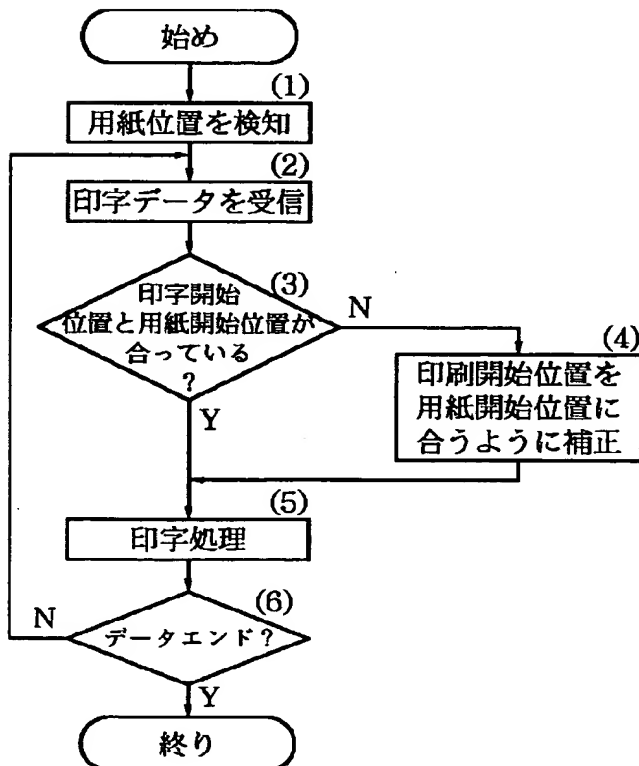 始め
(1)
用紙位置を検知
(2)
印字データを受信
(3)
印字開始
位置と用紙開始位置が
合っている
?
N
Y
(4)
印刷開始位置を
用紙開始位置に
合うように補正
(5)
印字処理
(6)
データエンド?
N
Y
終り